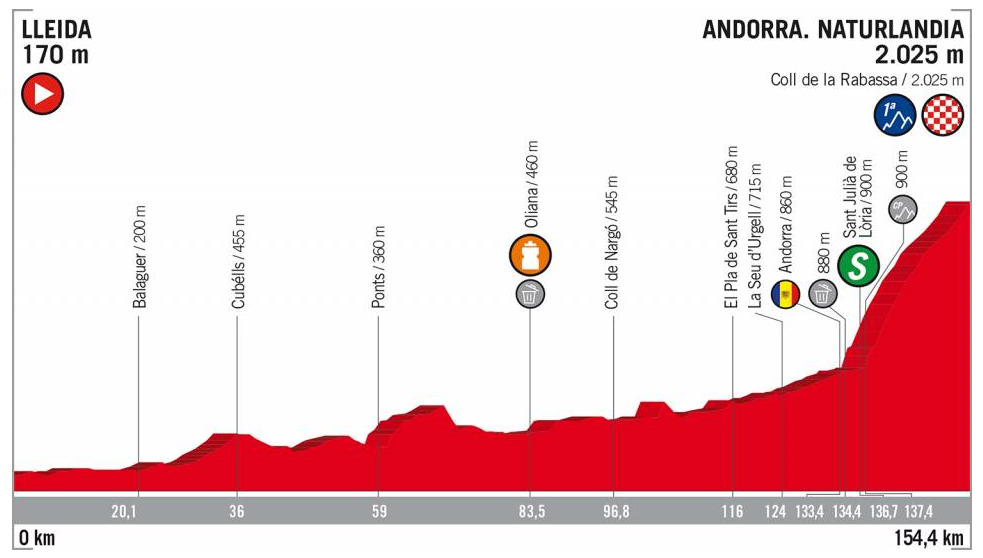 LLEIDA
170 m
ANDORRA. NATURLANDIA
2.025 m
Coll de la Rabassa / 2.025 m
1ª
Balaguer / 200 m
Cubélls / 455 m
Ponts / 360 m
Oliana / 460 m
Coll de Nargó / 545 m
El Pla de Sant Tirs / 680 m
La Seu d'Urgell / 715 m
Andorra / 860 m
880 m
Sant Julià de
Lòria / 900 m
S
900 m
CP
20,1
36
59
83,5
96,8
116
124
133,4
134,4
136,7
137,4
0 km
154,4 km